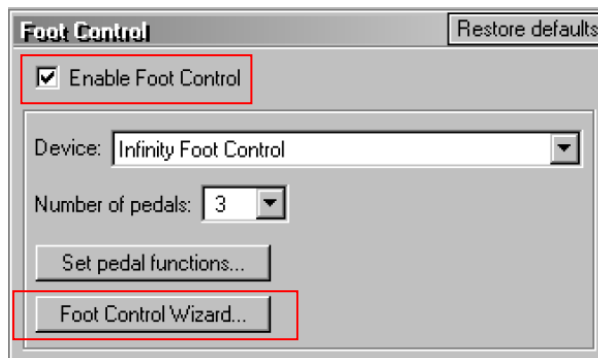 Foot Control Restore defaults
Enable Foot Control
Device: Infinity Foot Control
Number of pedals: 3
Set pedal functions...
Foot Control Wizard...